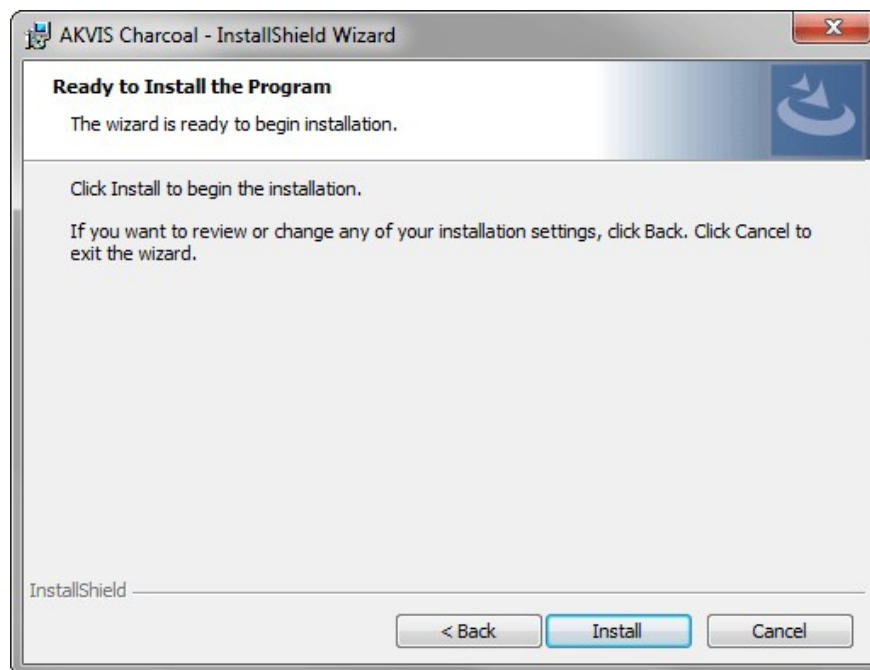 AKVIS Charcoal - InstallShield Wizard
Ready to Install the Program
The wizard is ready to begin installation.
Click Install to begin the installation.
If you want to review or change any of your installation settings, click Back. Click Cancel to
exit the wizard.
InstallShield
< Back
Install
Cancel